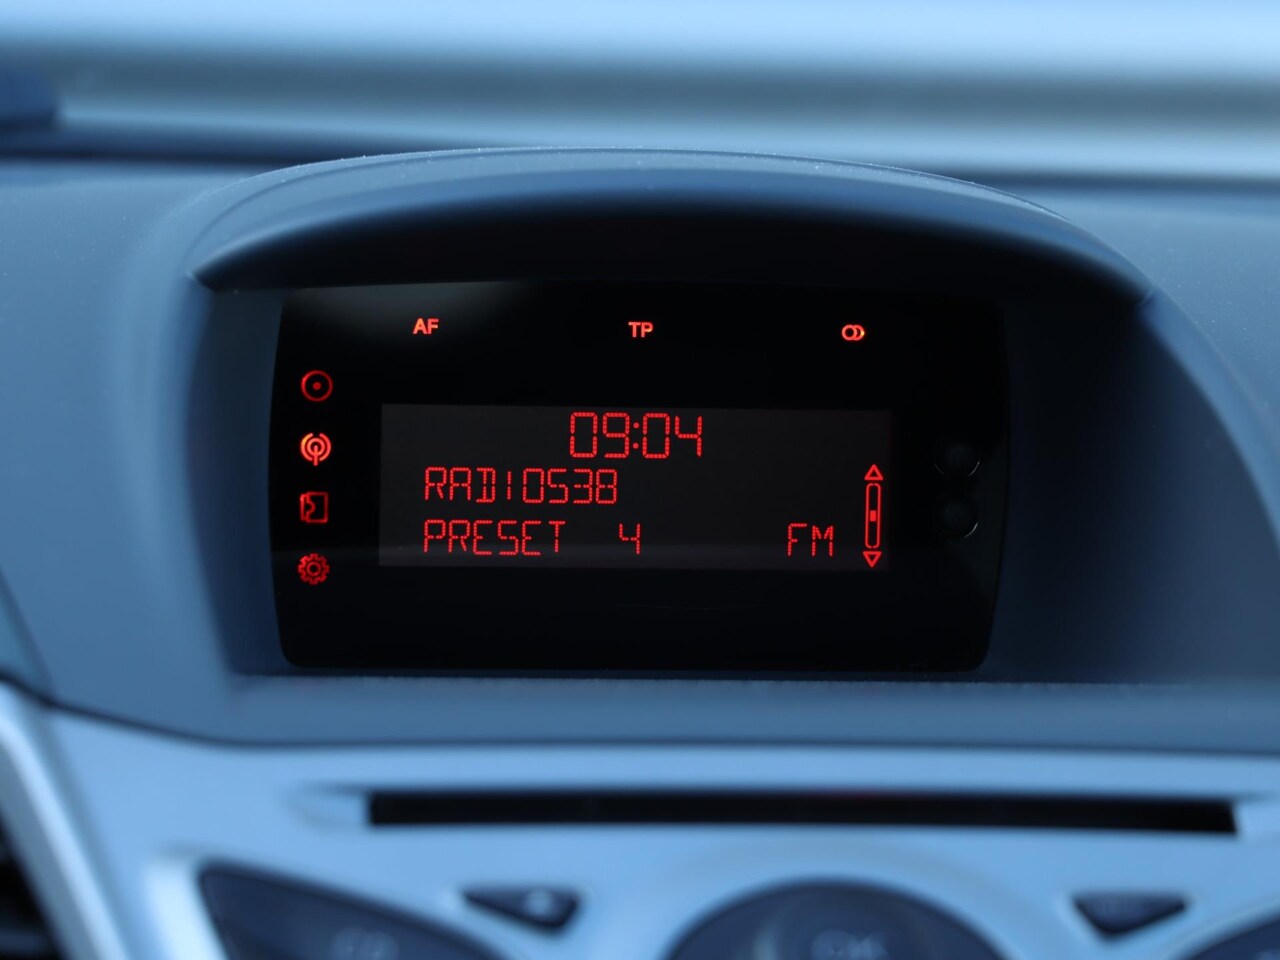 AF TP
09:04
RADIO538
PRESET 4 FM